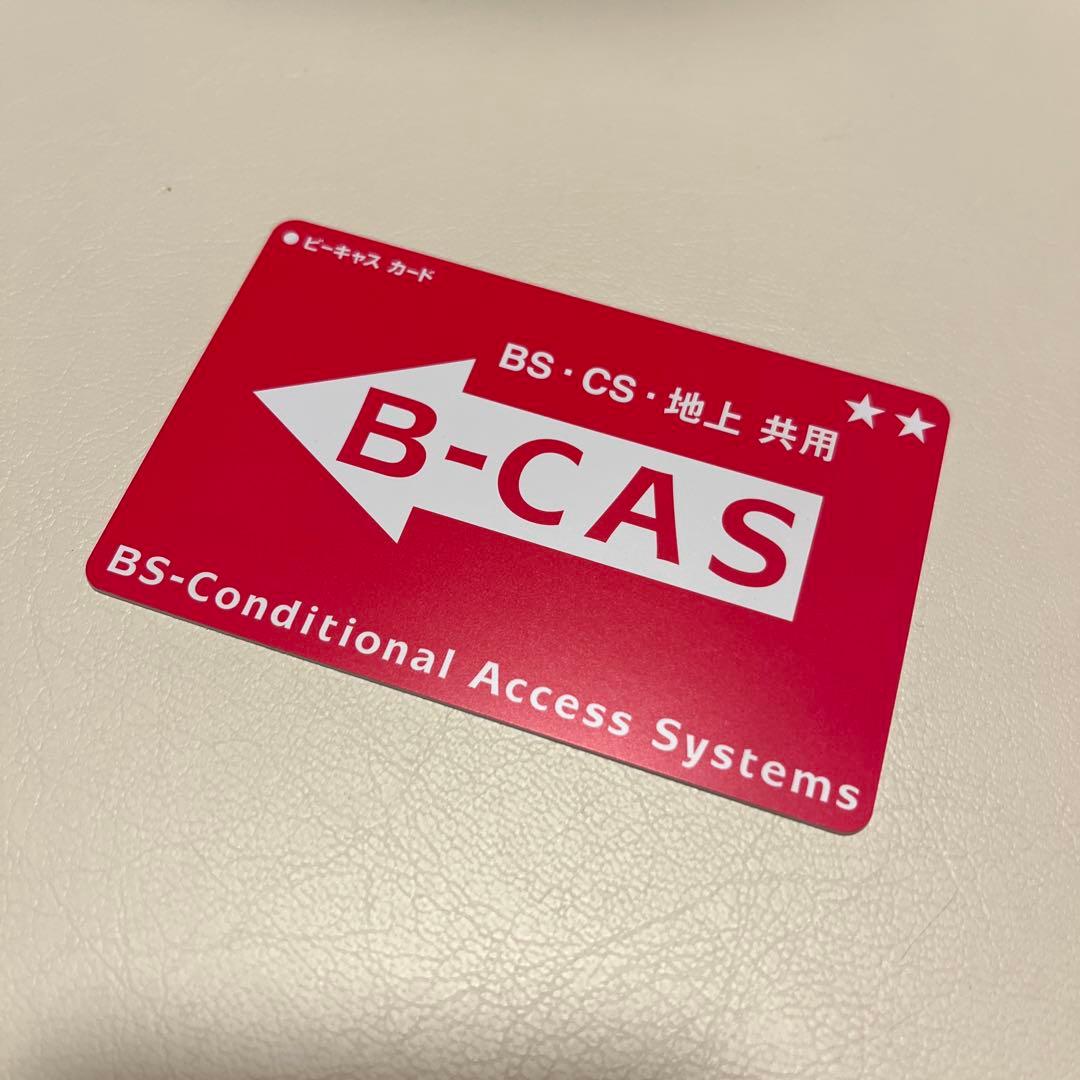 ●ビーキャス カード
BS・CS・地上 共用
★★
B-CAS
BS-Conditional Access Systems